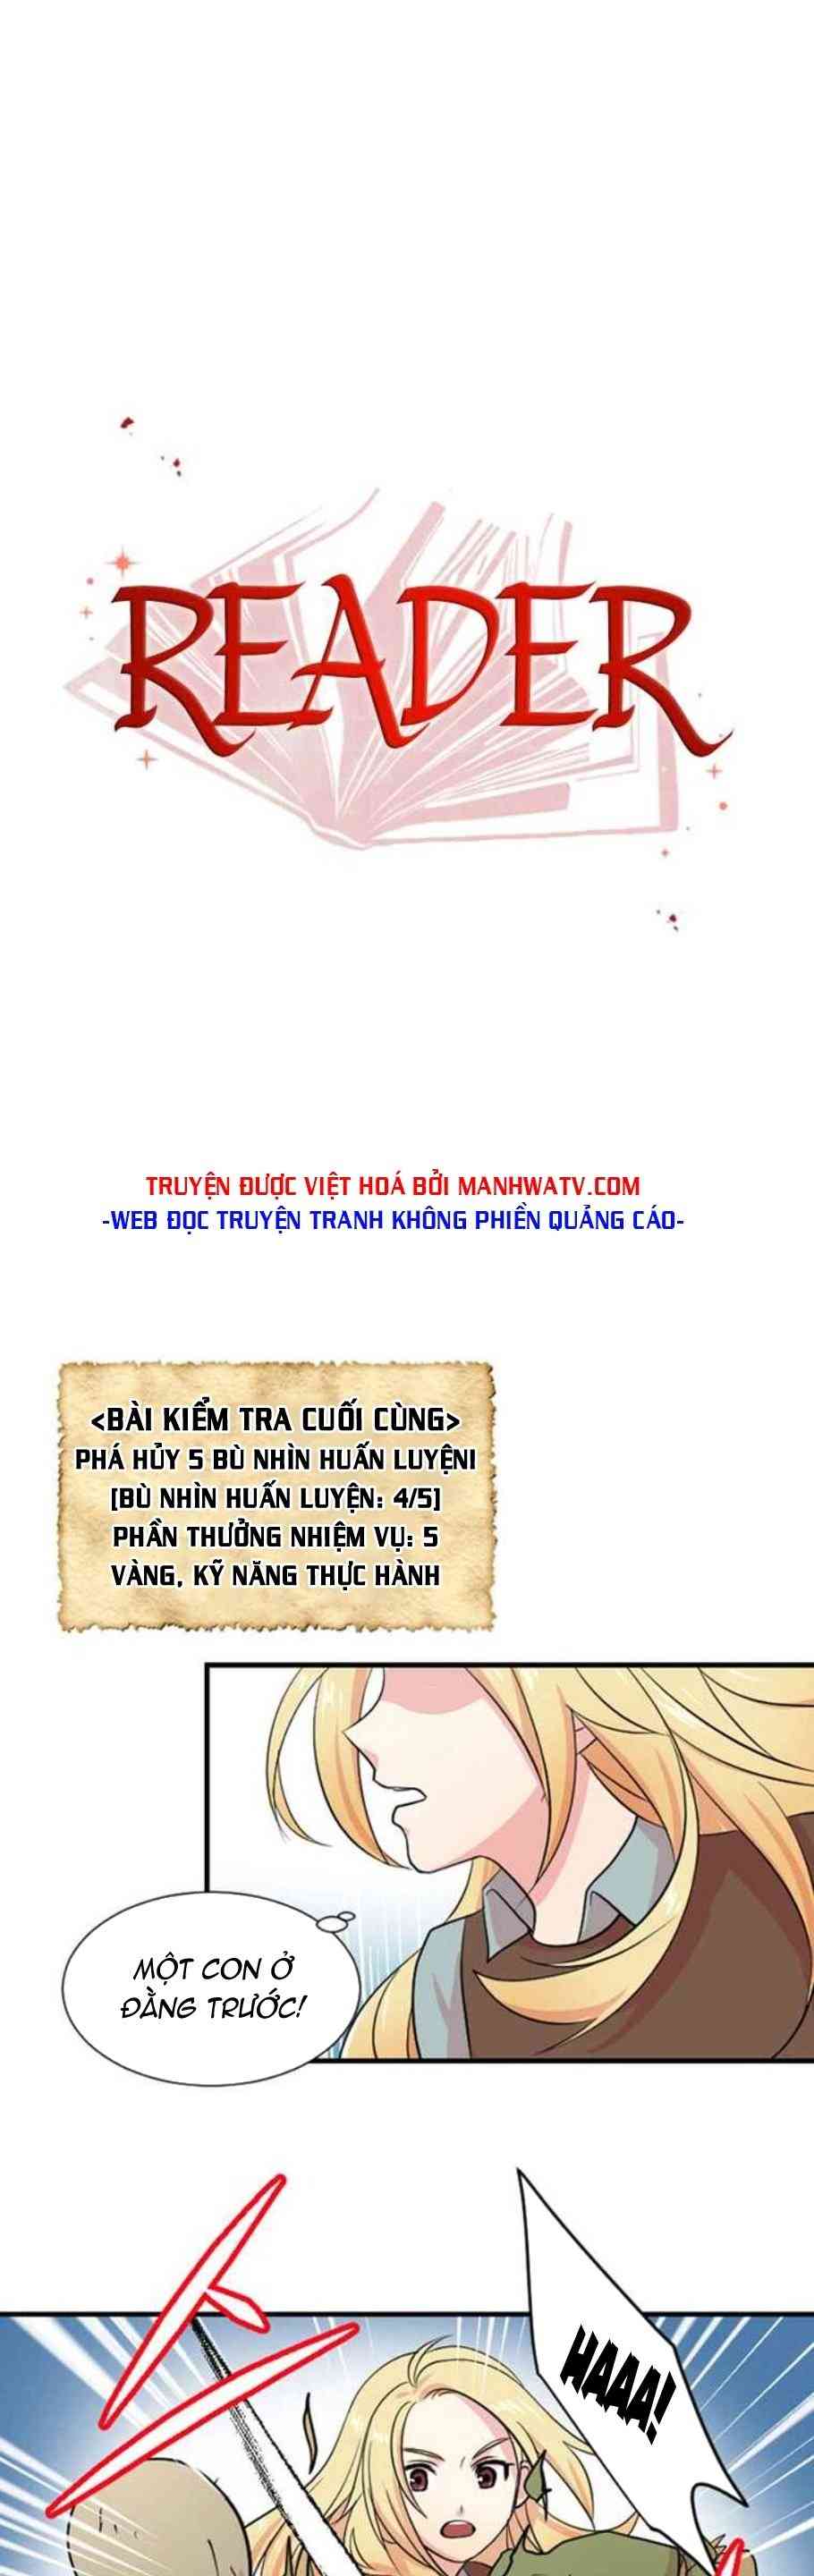 READER
TRUYỆN ĐƯỢC VIỆT HOÁ BỞI MANHWATV.COM
-WEB ĐỌC TRUYỆN TRANH KHÔNG PHIỀN QUẢNG CÁO-
<BÀI KIỂM TRA CUỐI CÙNG>
PHÁ HỦY 5 BÙ NHÌN HUẤN LUYỆNI
[BÙ NHÌN HUẤN LUYỆN: 4/5]
PHẦN THƯỞNG NHIỆM VỤ: 5
VÀNG, KỸ NĂNG THỰC HÀNH
MỘT CON Ở
ĐẰNG TRƯỚC!
HAAA!